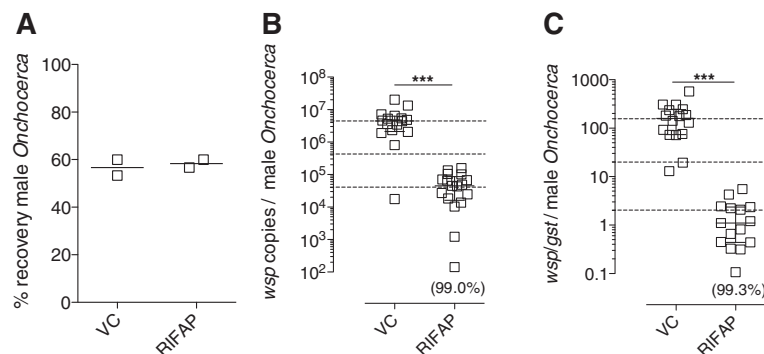 A
% recovery male Onchocerca
100
80
60
40
20
0
VC
RIFAP
B
wsp copies / male Onchocerca
10⁸
10⁷
10⁶
10⁵
10⁴
10³
10²
***
(99.0%)
VC
RIFAP
C
wsp/gst/ male Onchocerca
1000
100
10
1
0.1
***
(99.3%)
VC
RIFAP